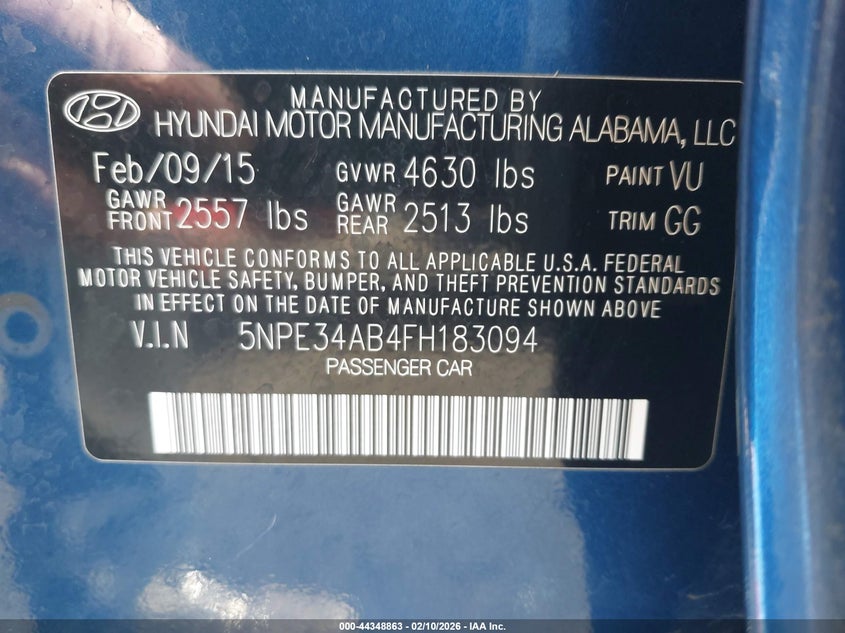 MANUFACTURED BY
HYUNDAI MOTOR MANUFACTURING ALABAMA, LLC
Feb/09/15 GVWR 4630 lbs PAINT VU
GAWR FRONT 2557 lbs GAWR REAR 2513 lbs TRIM GG
THIS VEHICLE CONFORMS TO ALL APPLICABLE U.S.A. FEDERAL
MOTOR VEHICLE SAFETY, BUMPER, AND THEFT PREVENTION STANDARDS
IN EFFECT ON THE DATE OF MANUFACTURE SHOWN ABOVE
V.I.N 5NPE34AB4FH183094
PASSENGER CAR
000-44348863 - 02/10/2026 - IAA Inc.